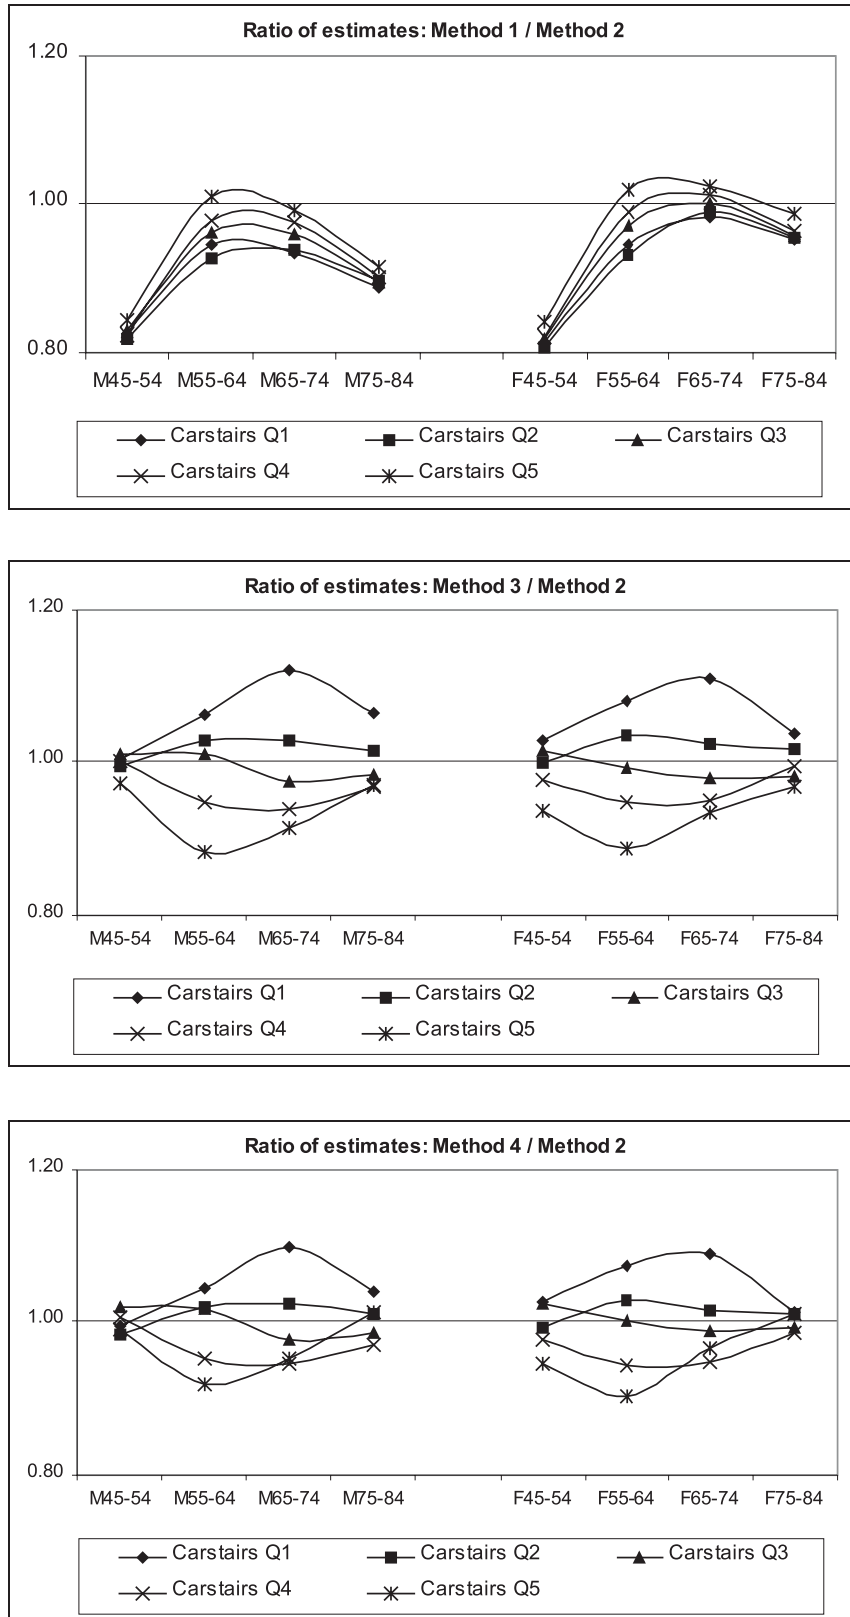 Ratio of estimates: Method 1 / Method 2
1.20
1.00
0.80
M45-54 M55-64 M65-74 M75-84 F45-54 F55-64 F65-74 F75-84
Carstairs Q1 Carstairs Q2 Carstairs Q3
Carstairs Q4 Carstairs Q5
Ratio of estimates: Method 3 / Method 2
1.20
1.00
0.80
M45-54 M55-64 M65-74 M75-84 F45-54 F55-64 F65-74 F75-84
Carstairs Q1 Carstairs Q2 Carstairs Q3
Carstairs Q4 Carstairs Q5
Ratio of estimates: Method 4 / Method 2
1.20
1.00
0.80
M45-54 M55-64 M65-74 M75-84 F45-54 F55-64 F65-74 F75-84
Carstairs Q1 Carstairs Q2 Carstairs Q3
Carstairs Q4 Carstairs Q5